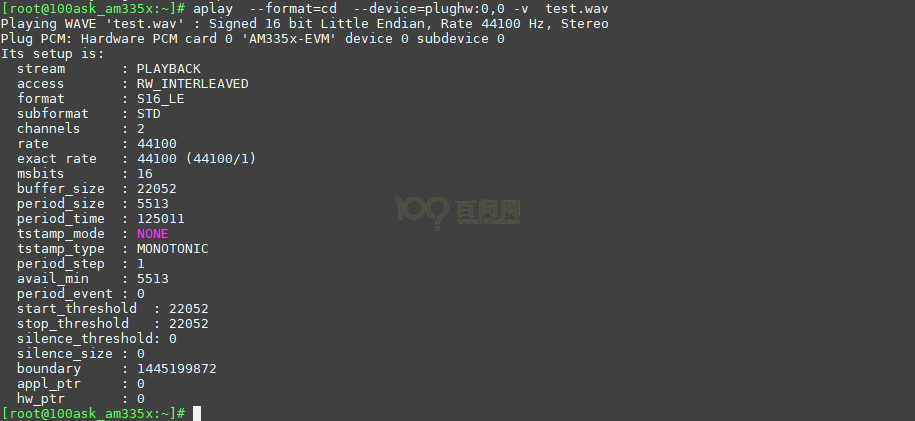 [root@100ask_am335x:~]# aplay  --format=cd  --device=plughw:0,0 -v  test.wav
Playing WAVE 'test.wav' : Signed 16 bit Little Endian, Rate 44100 Hz, Stereo
Plug PCM: Hardware PCM card 0 'AM335x-EVM' device 0 subdevice 0
Its setup is:
  stream       : PLAYBACK
  access       : RW_INTERLEAVED
  format       : S16_LE
  subformat    : STD
  channels     : 2
  rate         : 44100
  exact rate   : 44100 (44100/1)
  msbits       : 16
  buffer_size  : 22052
  period_size  : 5513
  period_time  : 125011
  tstamp_mode  : NONE
  tstamp_type  : MONOTONIC
  period_step  : 1
  avail_min    : 5513
  period_event : 0
  start_threshold  : 22052
  stop_threshold   : 22052
  silence_threshold: 0
  silence_size : 0
  boundary     : 1445199872
  appl_ptr     : 0
  hw_ptr       : 0
[root@100ask_am335x:~]#
100 百问网